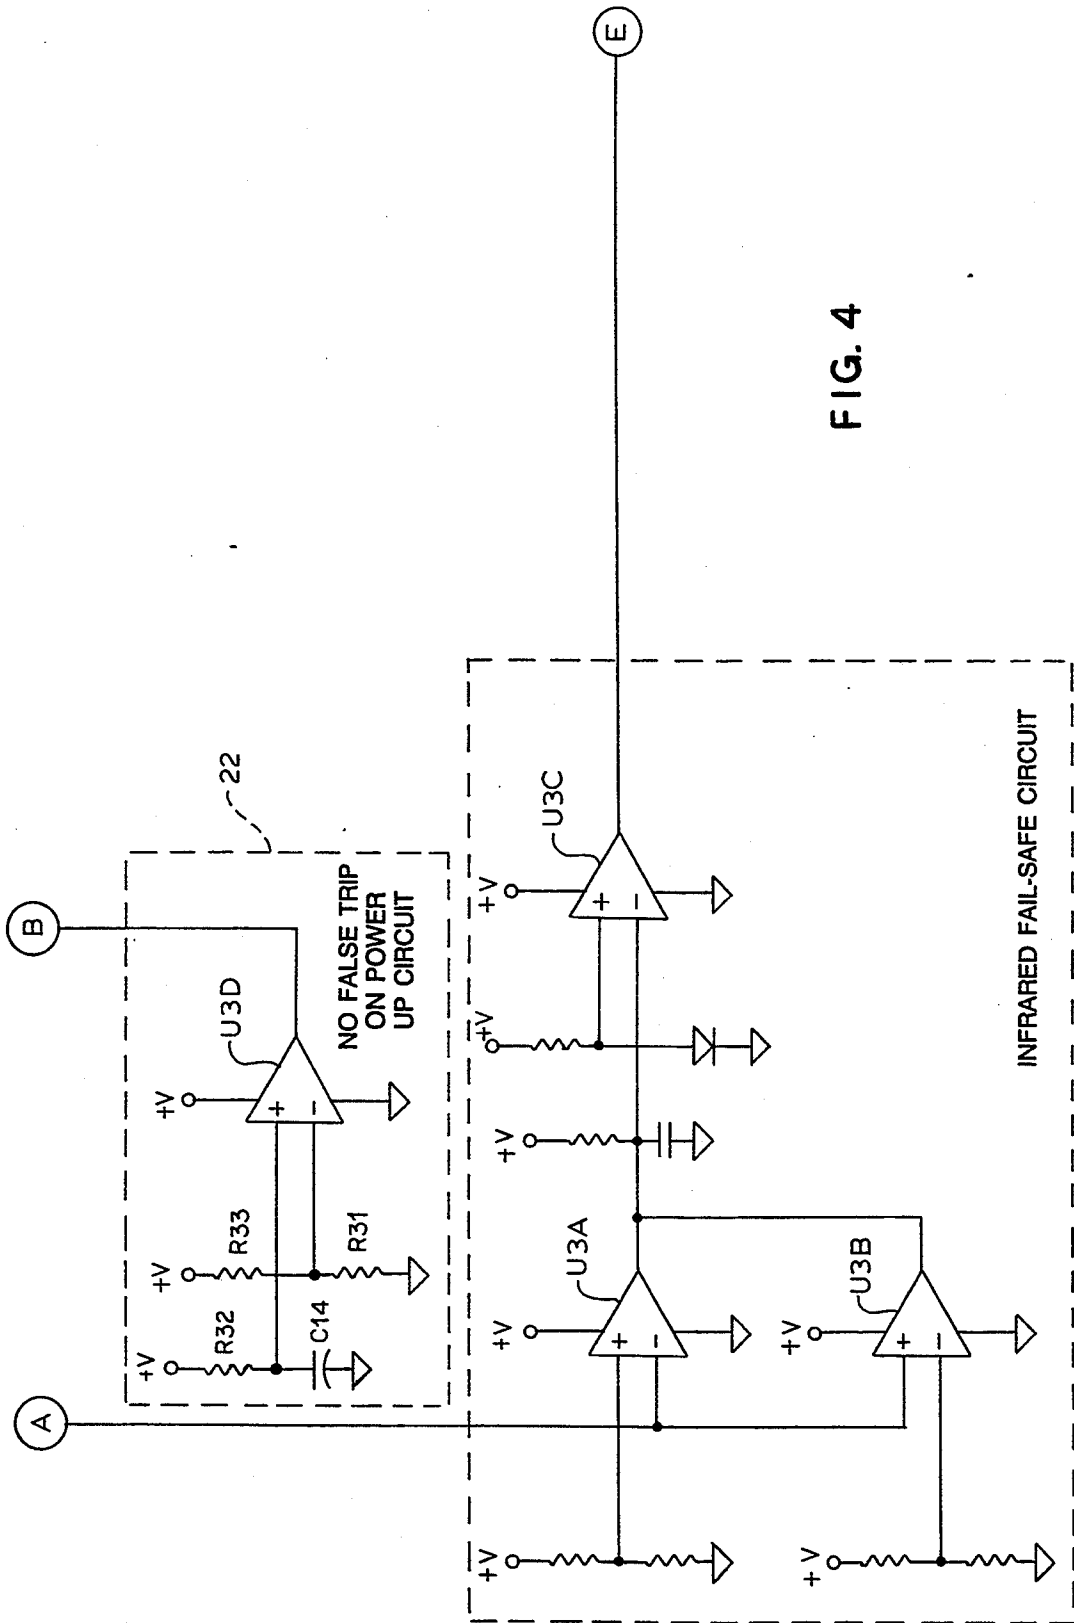 A
B
E
22
+V
R32
C14
+V
R33
R31
+V
U3D
+
−
NO FALSE TRIP
ON POWER
UP CIRCUIT
+V
+V
U3A
+
−
+V
+V
+V
U3C
+
−
+V
+V
U3B
+
−
INFRARED FAIL-SAFE CIRCUIT
FIG. 4